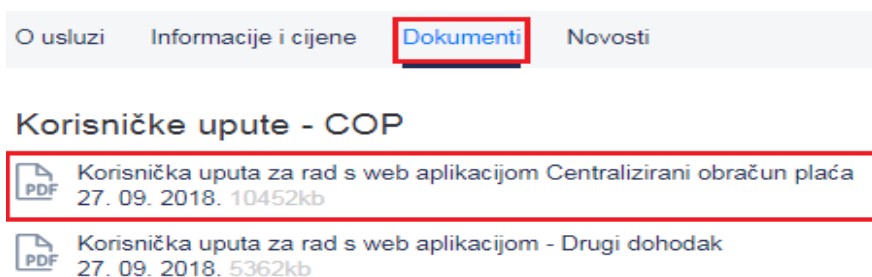 O usluzi Informacije i cijene Dokumenti Novosti
Korisničke upute - COP
PDF Korisnička uputa za rad s web aplikacijom Centralizirani obračun plaća
27. 09. 2018. 10452kb
PDF Korisnička uputa za rad s web aplikacijom - Drugi dohodak
27. 09. 2018. 5362kb